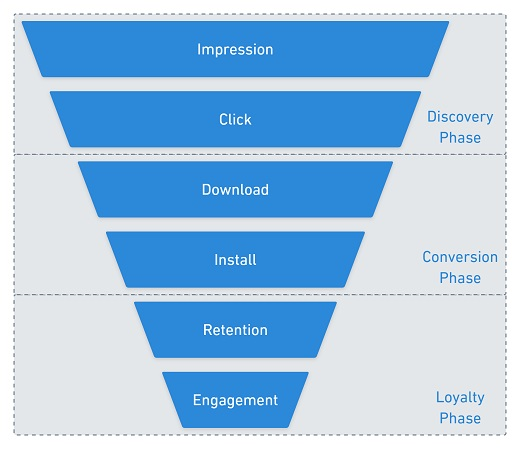 Impression
Click
Discovery
Phase
Download
Install
Conversion
Phase
Retention
Engagement
Loyalty
Phase